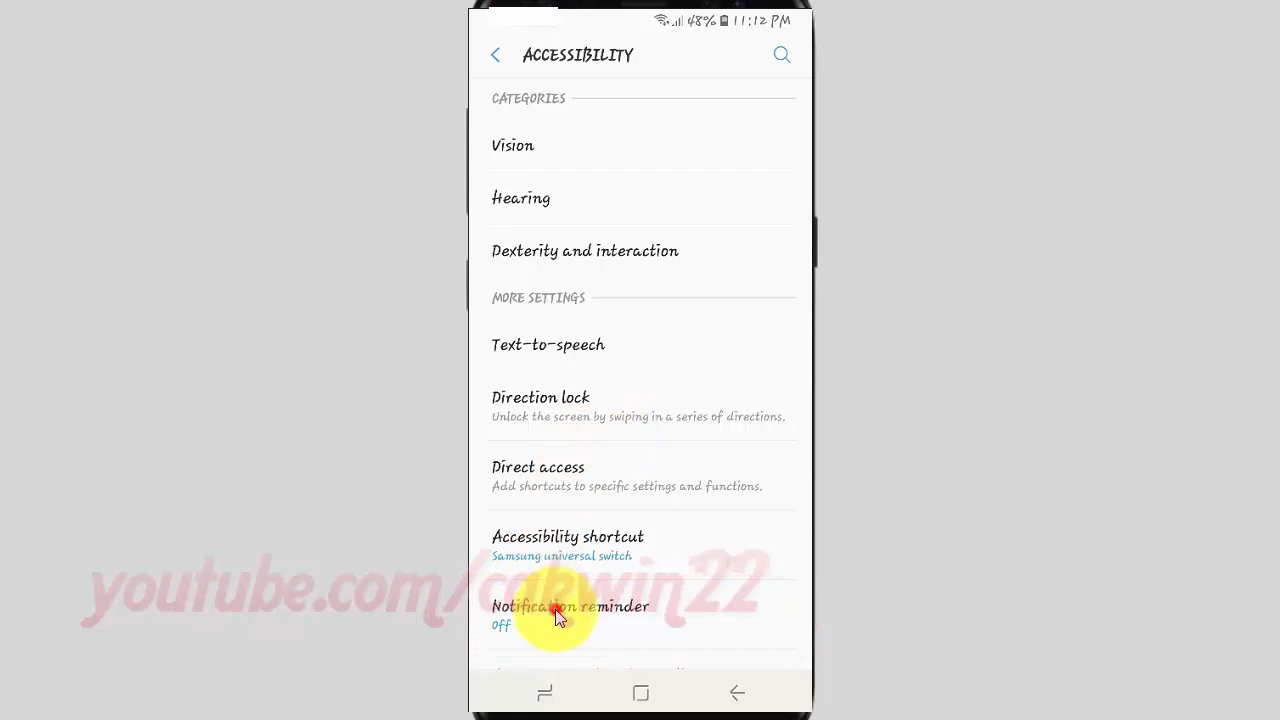 48% 11:12 PM
ACCESSIBILITY
CATEGORIES
Vision
Hearing
Dexterity and interaction
MORE SETTINGS
Text-to-speech
Direction lock
Unlock the screen by swiping in a series of directions.
Direct access
Add shortcuts to specific settings and functions.
Accessibility shortcut
Samsung universal switch
youtube.com/cakwin22
Notification reminder
Off